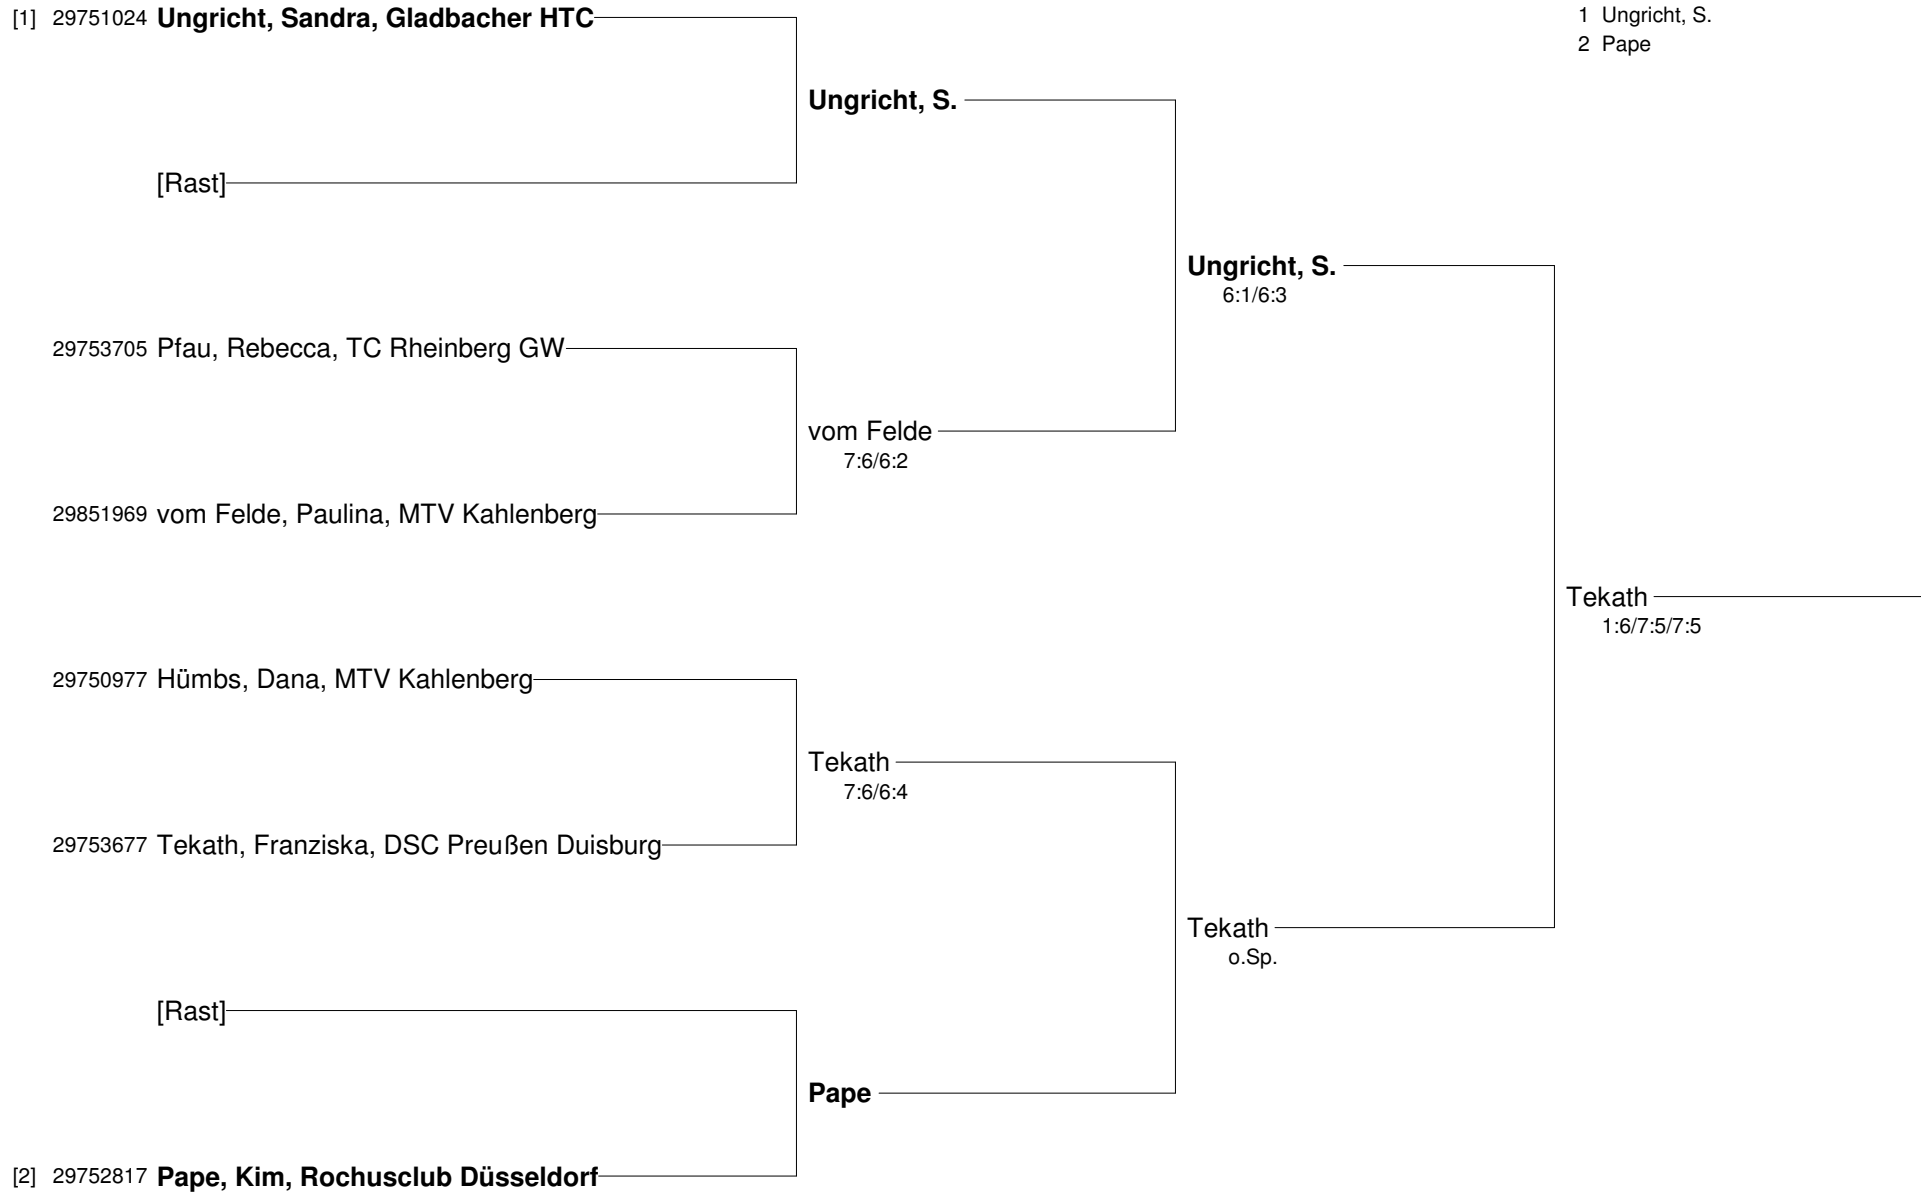 [1] 29751024 Ungricht, Sandra, Gladbacher HTC
1 Ungricht, S.
2 Pape
Ungricht, S.
[Rast]
Ungricht, S.
6:1/6:3
29753705 Pfau, Rebecca, TC Rheinberg GW
vom Felde
7:6/6:2
29851969 vom Felde, Paulina, MTV Kahlenberg
Tekath
1:6/7:5/7:5
29750977 Hümbs, Dana, MTV Kahlenberg
Tekath
7:6/6:4
29753677 Tekath, Franziska, DSC Preußen Duisburg
Tekath
o.Sp.
[Rast]
Pape
[2] 29752817 Pape, Kim, Rochusclub Düsseldorf